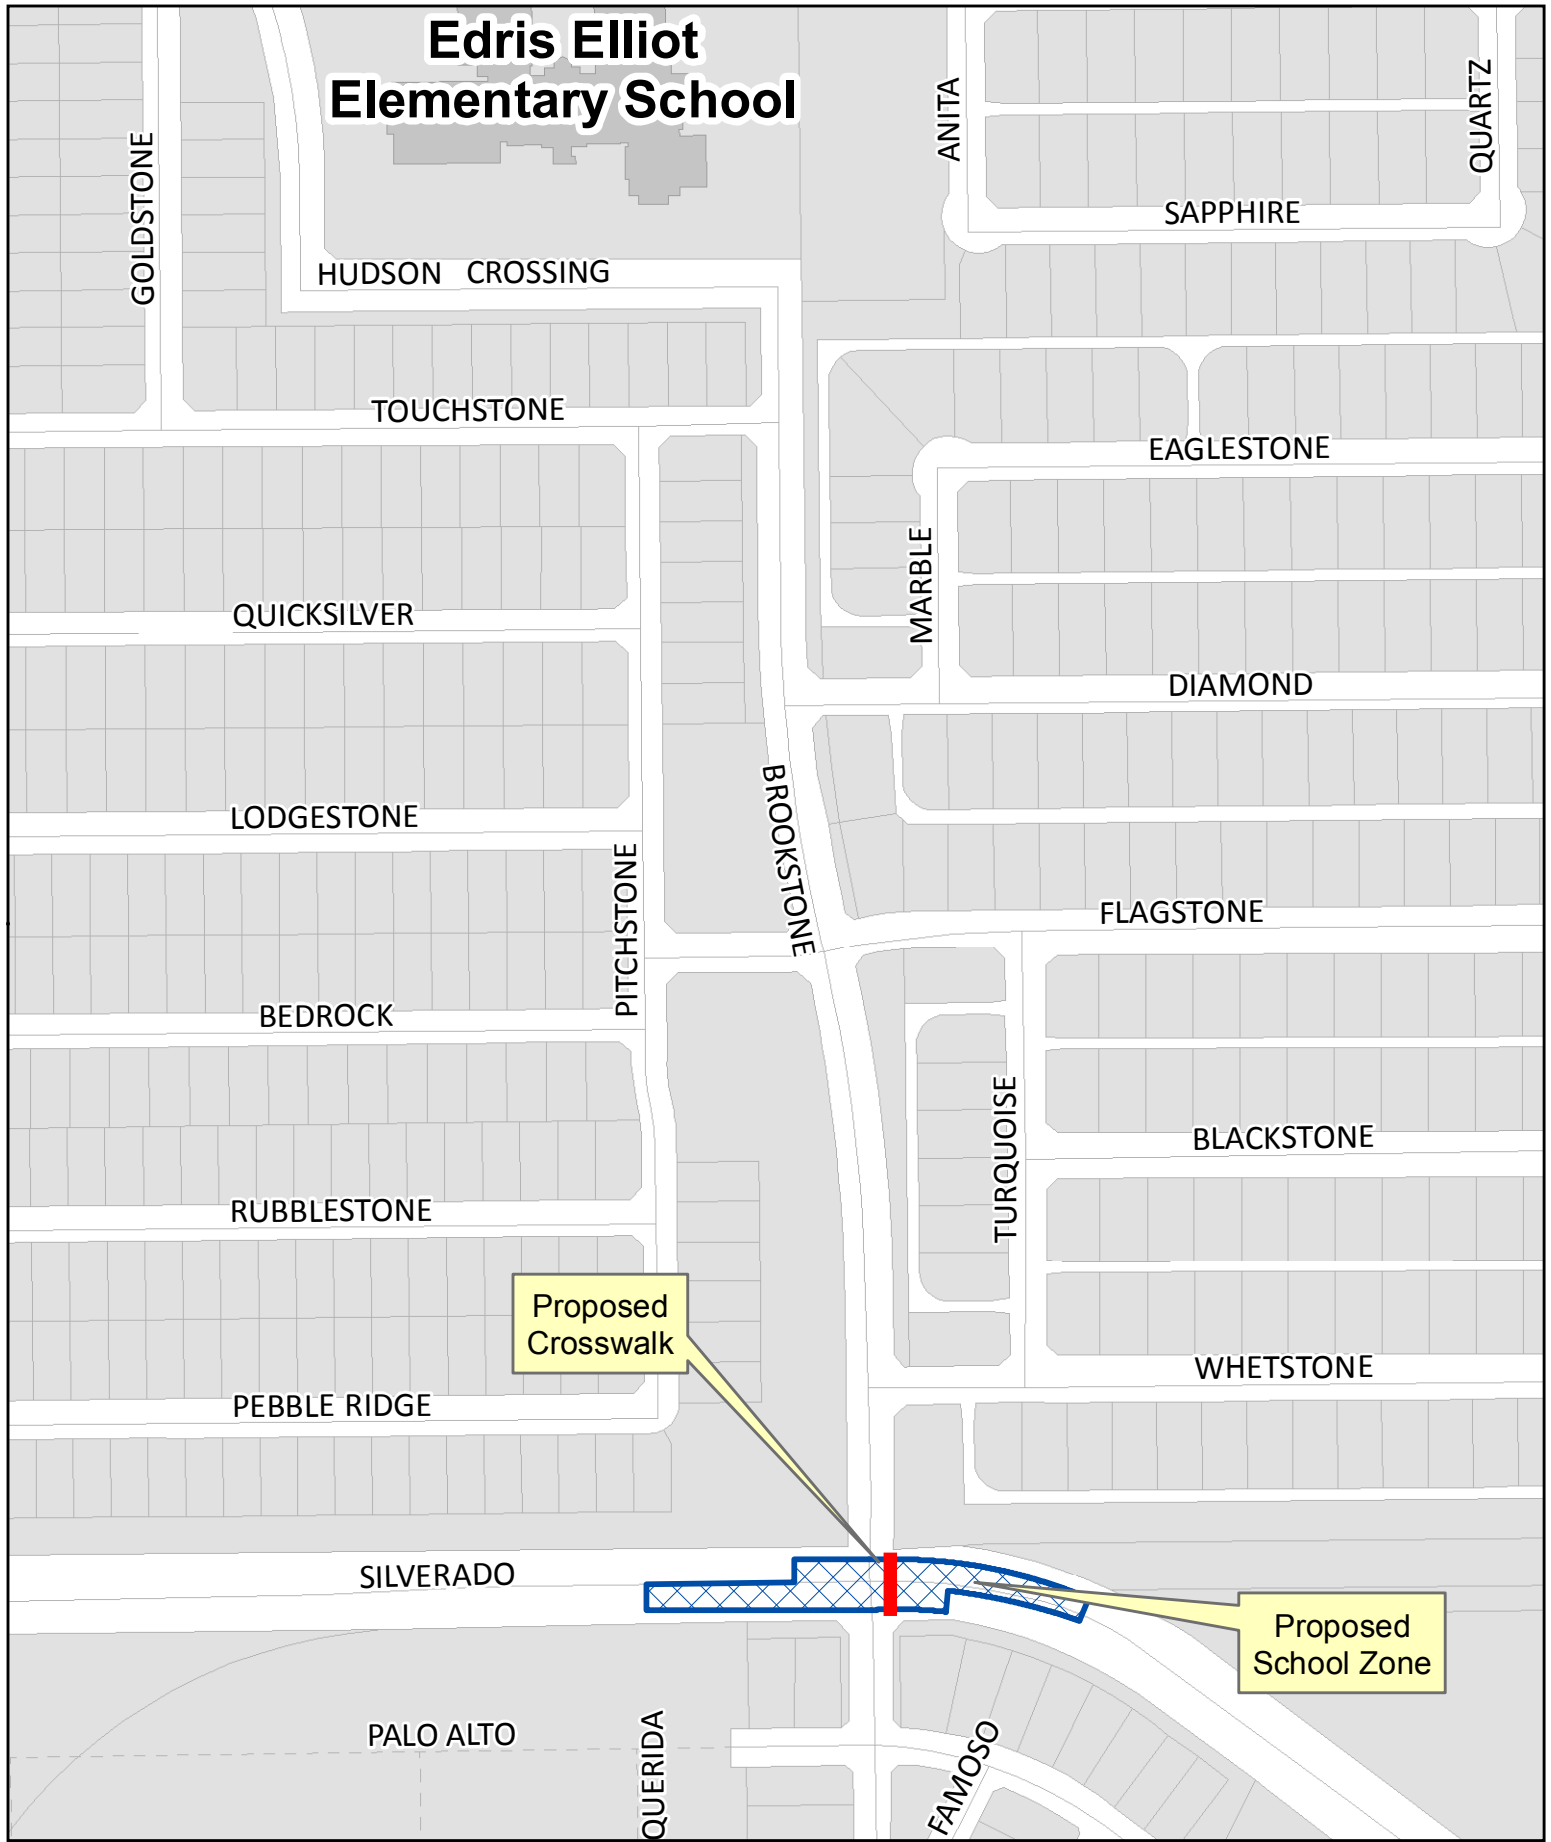 Edris Elliot
Elementary School
ANITA
QUARTZ
GOLDSTONE
SAPPHIRE
HUDSON CROSSING
TOUCHSTONE
EAGLESTONE
MARBLE
QUICKSILVER
DIAMOND
BROOKSTONE
LODGESTONE
PITCHSTONE
FLAGSTONE
BEDROCK
TURQUOISE
BLACKSTONE
RUBBLESTONE
Proposed
Crosswalk
WHETSTONE
PEBBLE RIDGE
SILVERADO
Proposed
School Zone
PALO ALTO
QUERIDA
FAMOSO